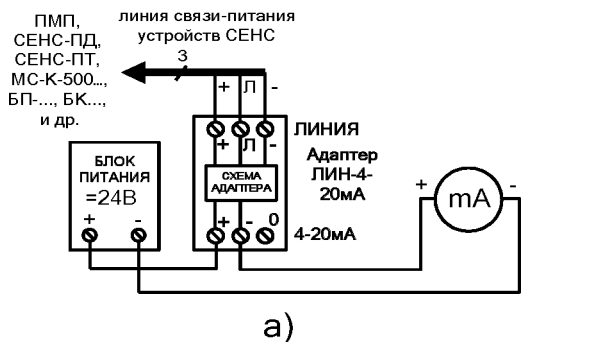 ПМП,
СЕНС-ПД,
СЕНС-ПТ,
МС-К-500...,
БП-..., БК...,
и др.
линия связи-питания
устройств СЕНС
3
+ Л -
ЛИНИЯ
+ Л -
Адаптер
ЛИН-4-
20мА
СХЕМА
АДАПТЕРА
БЛОК
ПИТАНИЯ
=24В
+ -
+ - 0
4-20мА
+ mA -
а)